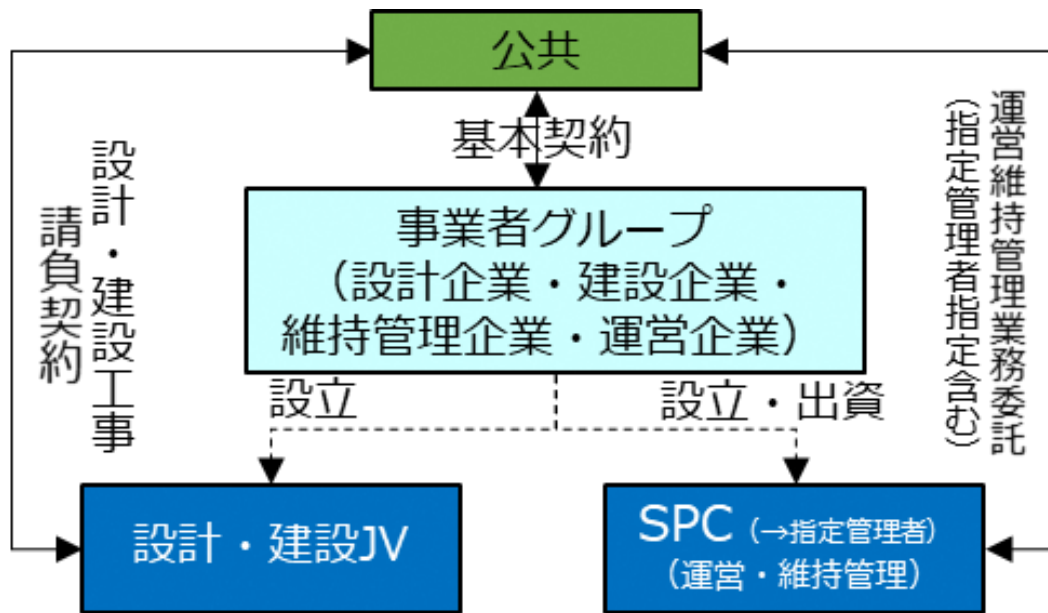 公共
基本契約
設計・建設工事
請負契約
運営維持管理業務委託
（指定管理者指定含む）
事業者グループ
（設計企業・建設企業・
維持管理企業・運営企業）
設立
設立・出資
設計・建設JV
SPC（→指定管理者）
（運営・維持管理）